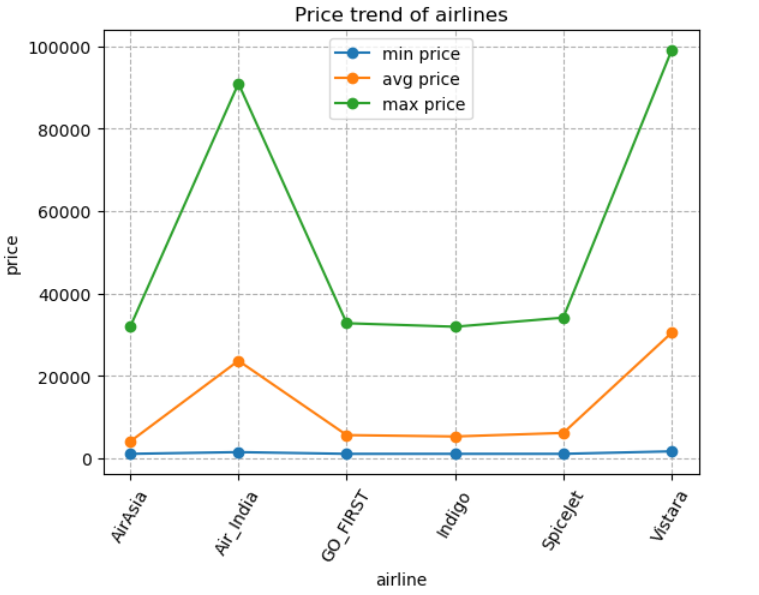 Price trend of airlines
min price
avg price
max price
100000
80000
60000
40000
20000
0
price
AirAsia
Air_India
GO_FIRST
Indigo
SpiceJet
Vistara
airline